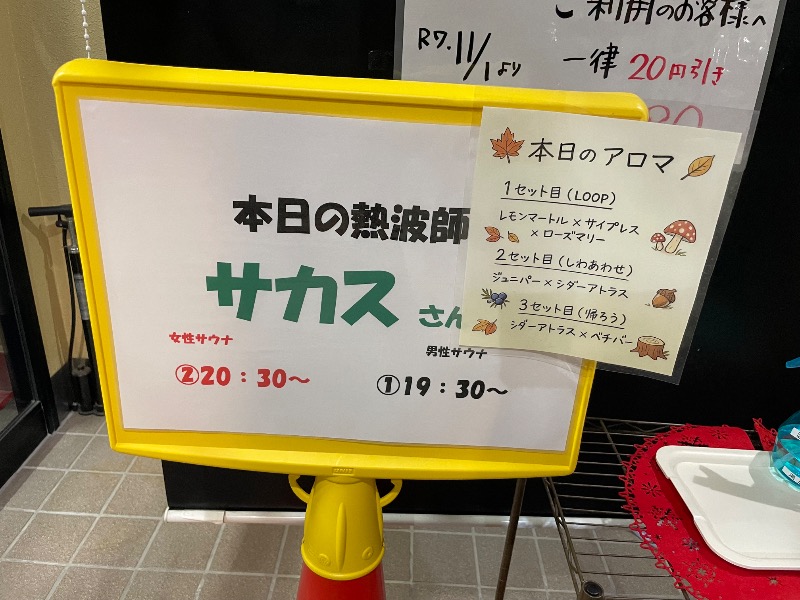 ご利用のお客様へ
R7.11/1より
一律 20円引き
本日の熱波師
サカス さん
女性サウナ
②20：30～
男性サウナ
①19：30～
本日のアロマ
1セット目(LOOP)
レモンマートル×サイプレス
×ローズマリー
2セット目(しわあわせ)
ジュニパー×シダーアトラス
3セット目(帰ろう)
シダーアトラス×ベチバー